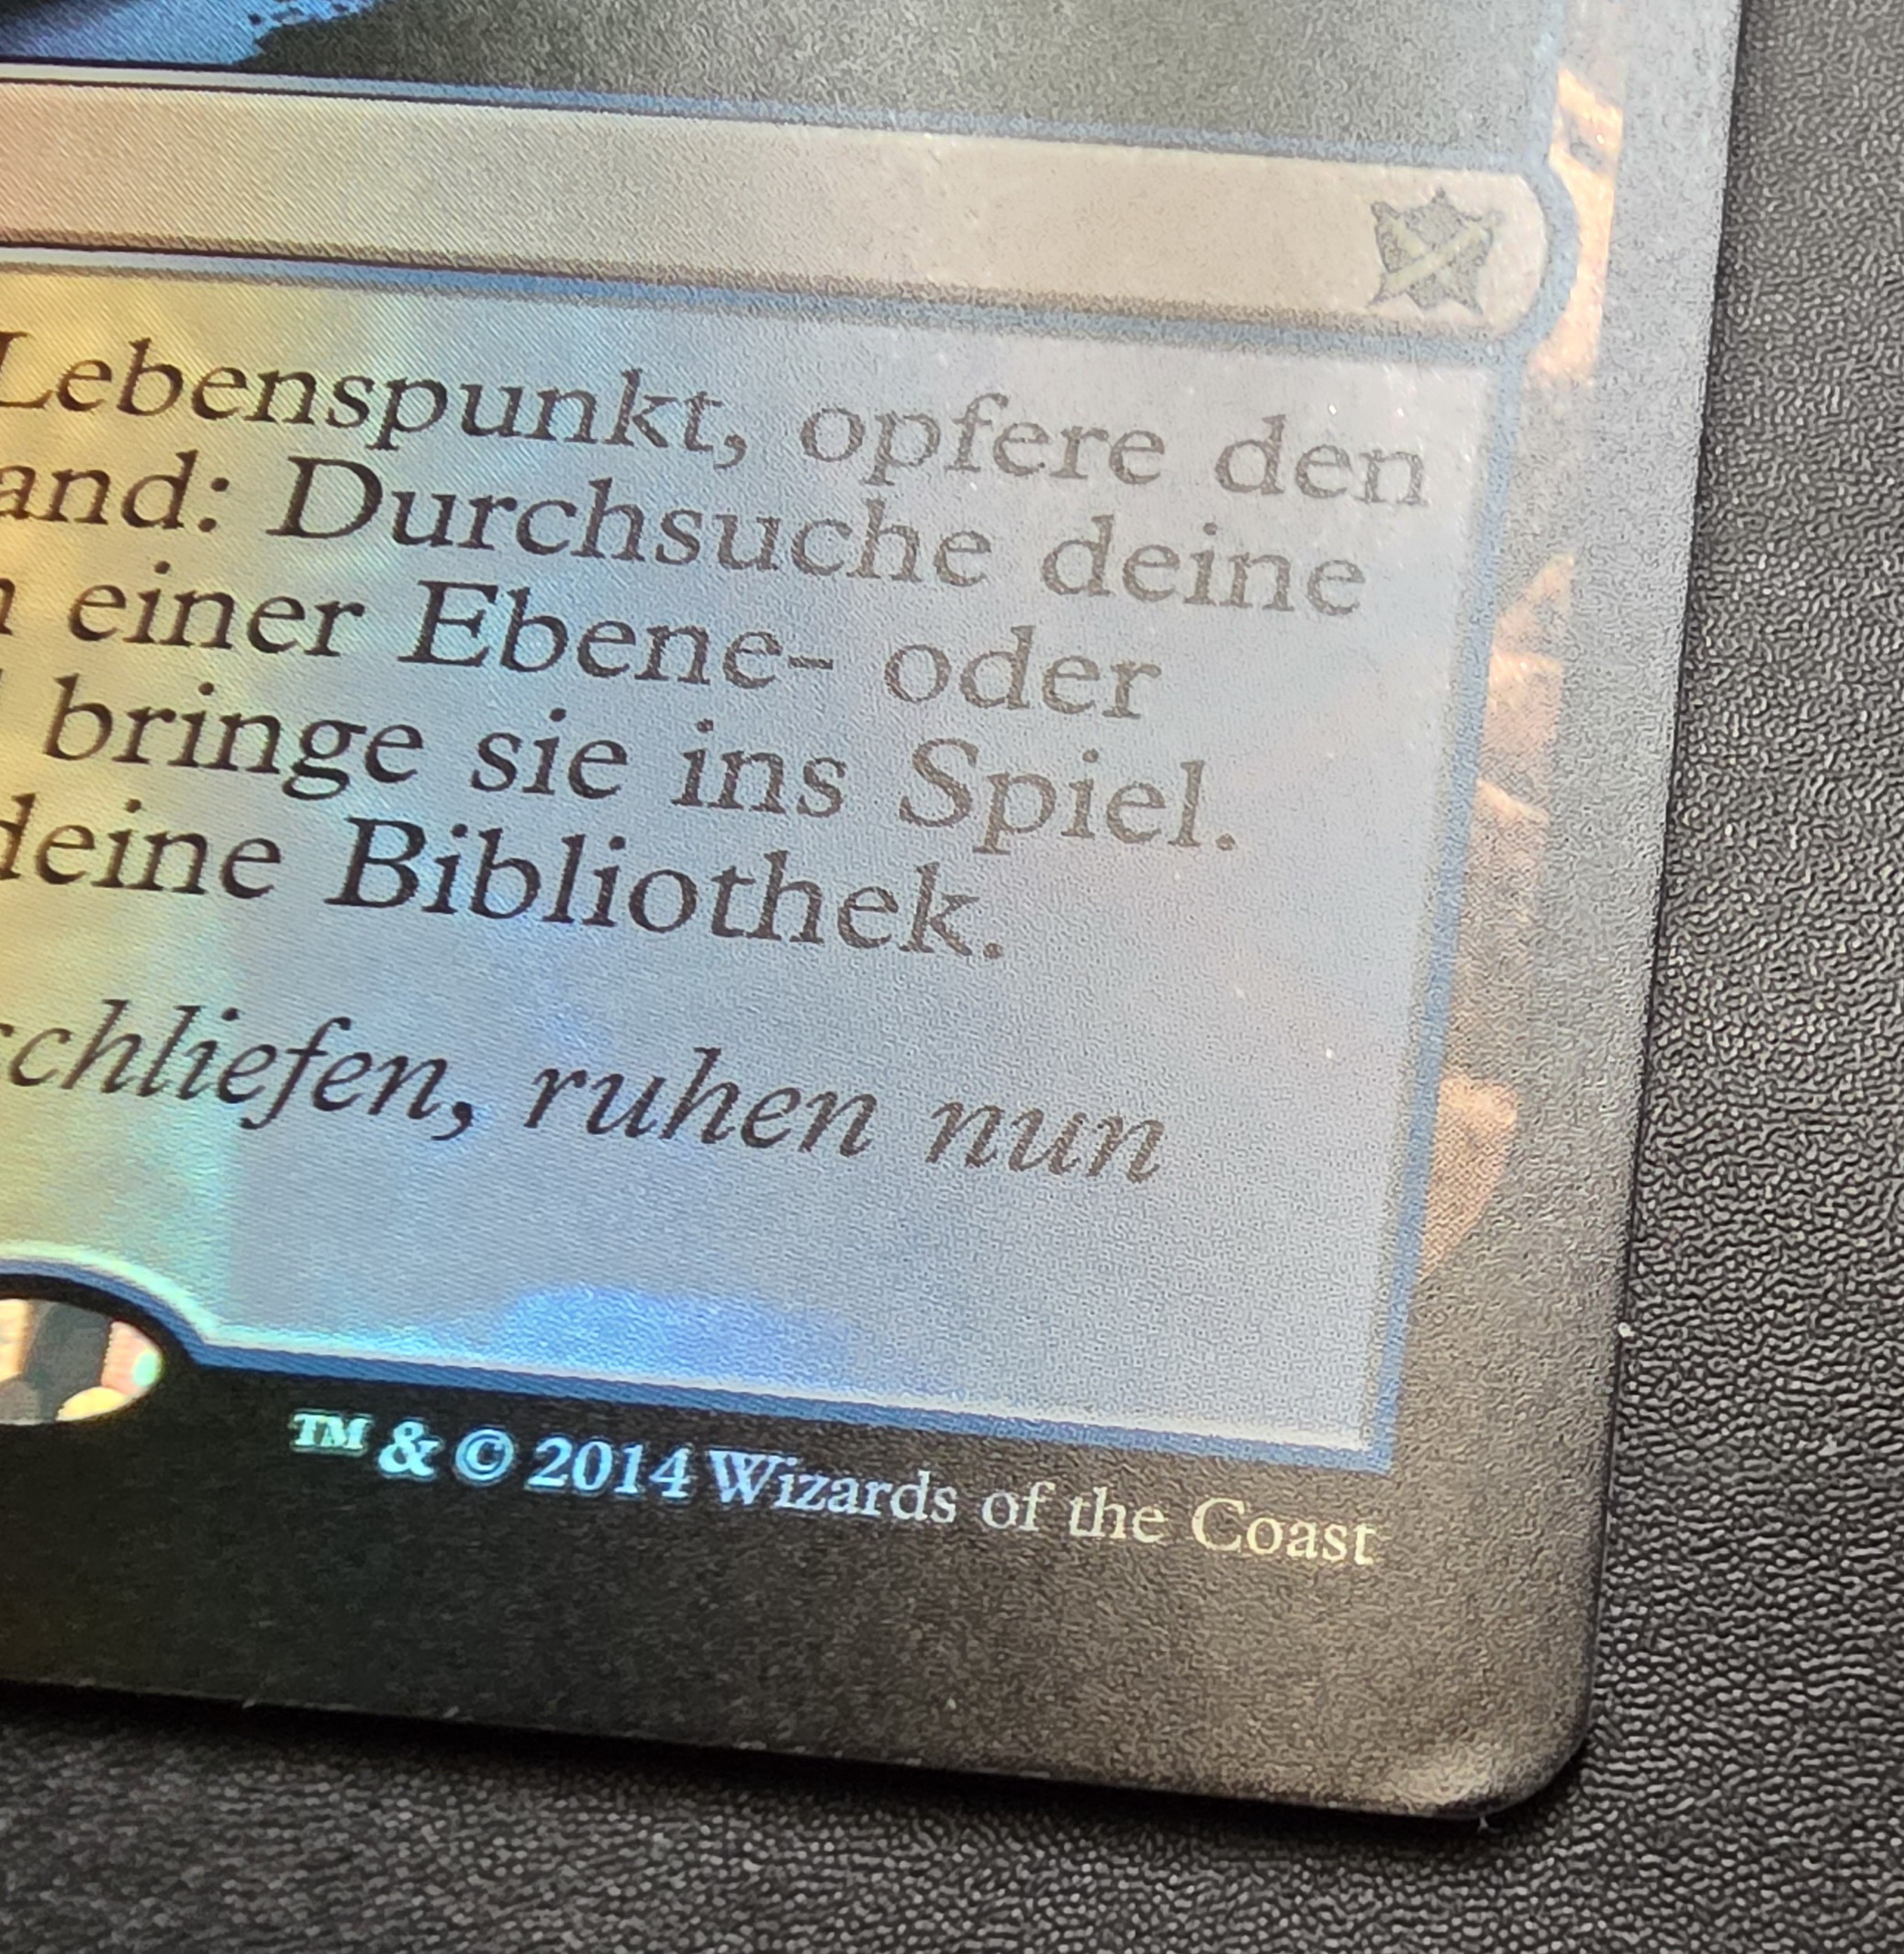 Lebenspunkt, opfere den
and: Durchsuche deine
einer Ebene- oder
bringe sie ins Spiel.
deine Bibliothek.
schliefen, ruhen nun
™ & © 2014 Wizards of the Coast